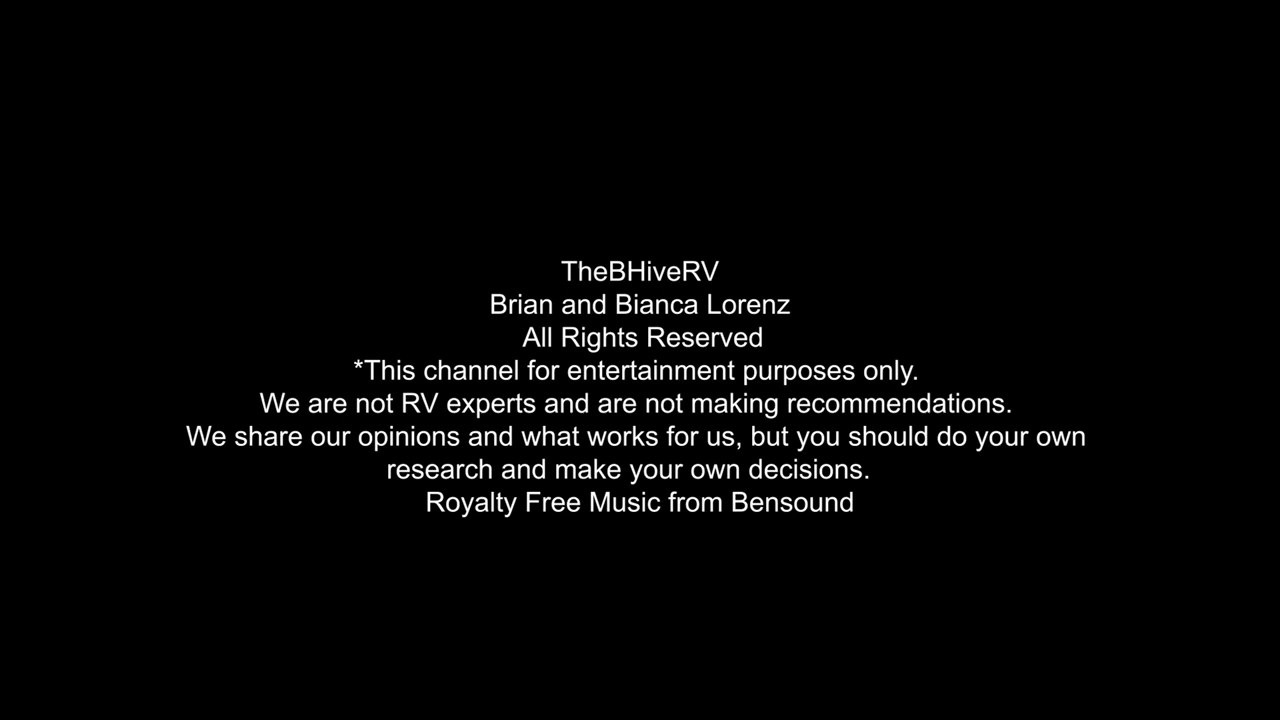 TheBHiveRV
Brian and Bianca Lorenz
All Rights Reserved
*This channel for entertainment purposes only.
We are not RV experts and are not making recommendations.
We share our opinions and what works for us, but you should do your own
research and make your own decisions.
Royalty Free Music from Bensound